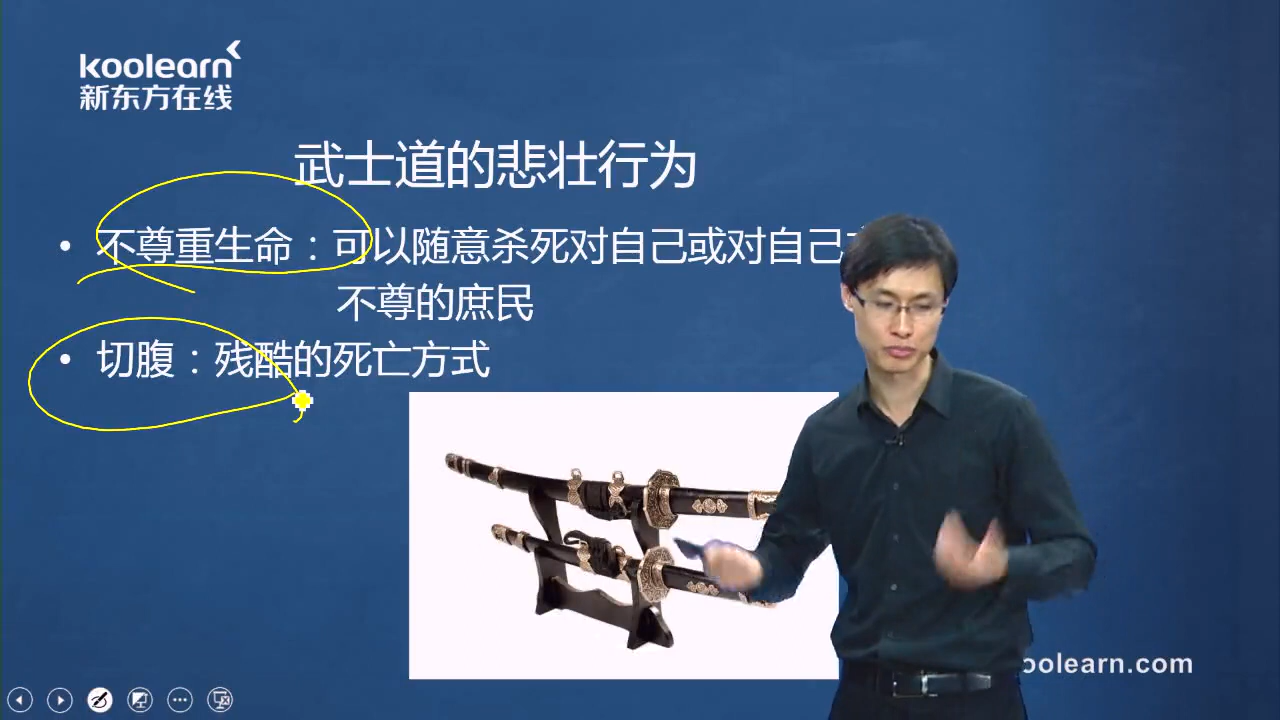 koolearn
新东方在线
武士道的悲壮行为
• 不尊重生命：可以随意杀死对自己或对自己
不尊的庶民
• 切腹：残酷的死亡方式
oolearn.com